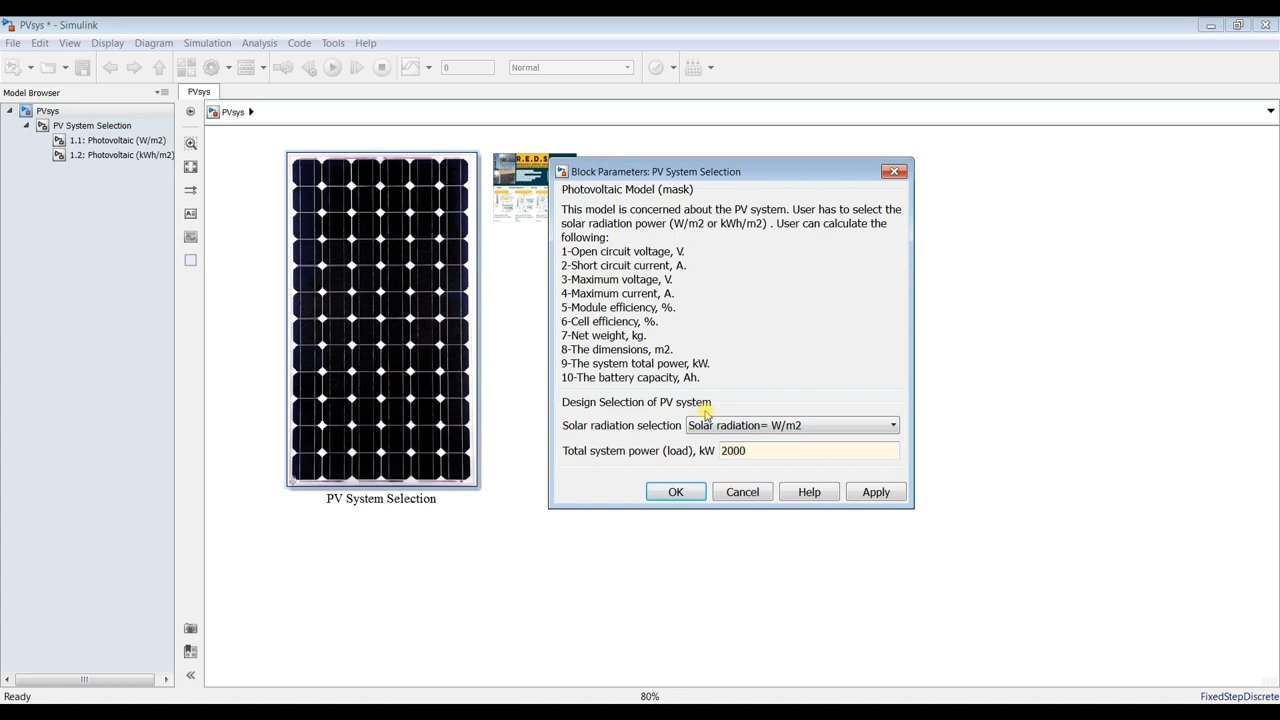 PVsys * - Simulink
File Edit View Display Diagram Simulation Analysis Code Tools Help
0 Normal
Model Browser
PVsys
PVsys
PVsys
PV System Selection
1.1: Photovoltaic (W/m2)
1.2: Photovoltaic (kWh/m2)
R.E.D.S
PV System Selection
Block Parameters: PV System Selection
Photovoltaic Model (mask)
This model is concerned about the PV system. User has to select the
solar radiation power (W/m2 or kWh/m2) . User can calculate the
following:
1-Open circuit voltage, V.
2-Short circuit current, A.
3-Maximum voltage, V.
4-Maximum current, A.
5-Module efficiency, %.
6-Cell efficiency, %.
7-Net weight, kg.
8-The dimensions, m2.
9-The system total power, kW.
10-The battery capacity, Ah.
Design Selection of PV system
Solar radiation selection Solar radiation= W/m2
Total system power (load), kW 2000
OK Cancel Help Apply
Ready 80% FixedStepDiscrete